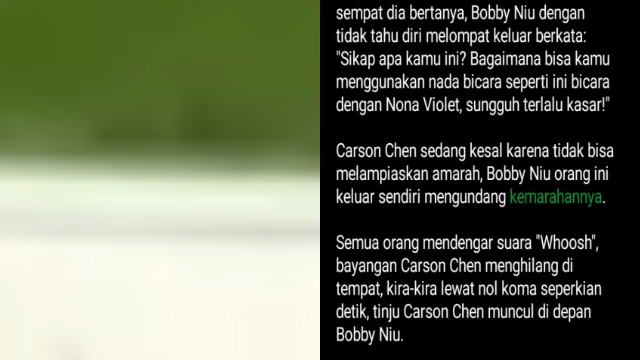 sempat dia bertanya, Bobby Niu dengan
tidak tahu diri melompat keluar berkata:
"Sikap apa kamu ini? Bagaimana bisa kamu
menggunakan nada bicara seperti ini bicara
dengan Nona Violet, sungguh terlalu kasar!"
Carson Chen sedang kesal karena tidak bisa
melampiaskan amarah, Bobby Niu orang ini
keluar sendiri mengundang kemarahannya.
Semua orang mendengar suara "Whoosh",
bayangan Carson Chen menghilang di
tempat, kira-kira lewat nol koma seperkian
detik, tinju Carson Chen muncul di depan
Bobby Niu.